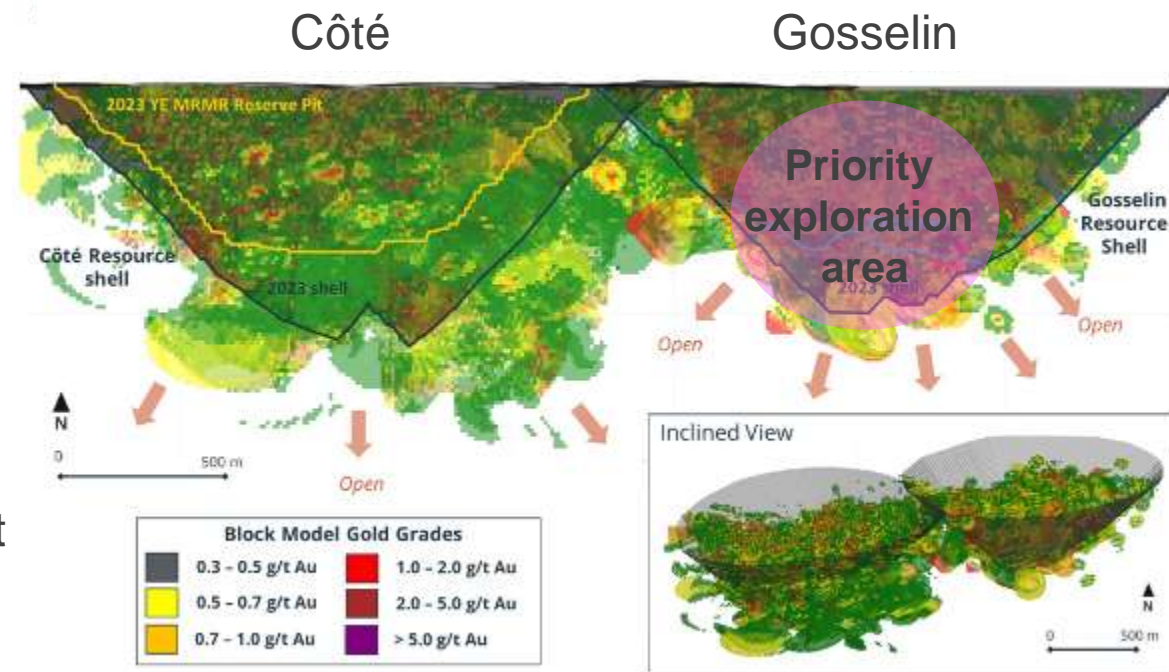 Côté
Gosselin
2023 YE MRMR Reserve Pit
Priority
exploration
area
Gosselin
Resource
Shell
Côté Resource
shell
2023 shell
2023 shell
Open
Open
Open
N
0
500 m
Inclined View
t
Block Model Gold Grades
0.3 – 0.5 g/t Au
1.0 – 2.0 g/t Au
0.5 – 0.7 g/t Au
2.0 – 5.0 g/t Au
0.7 – 1.0 g/t Au
> 5.0 g/t Au
N
0
500 m